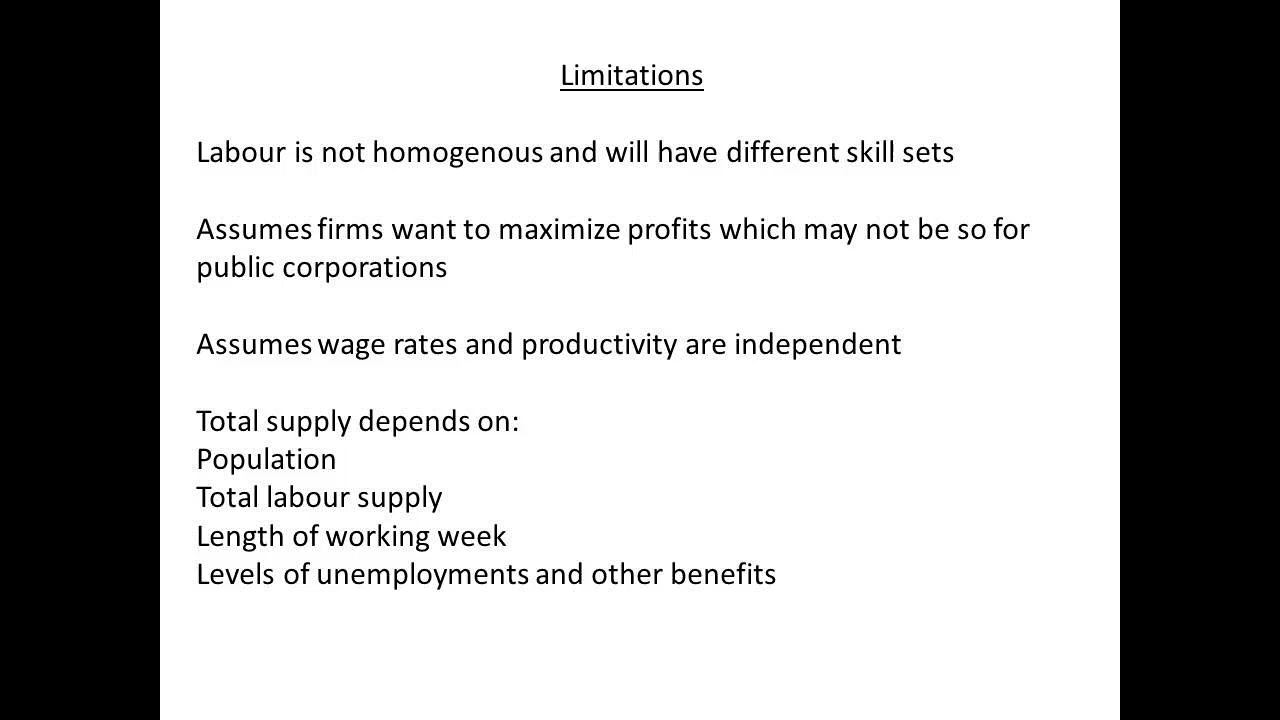 Limitations
Labour is not homogenous and will have different skill sets
Assumes firms want to maximize profits which may not be so for
public corporations
Assumes wage rates and productivity are independent
Total supply depends on:
Population
Total labour supply
Length of working week
Levels of unemployments and other benefits